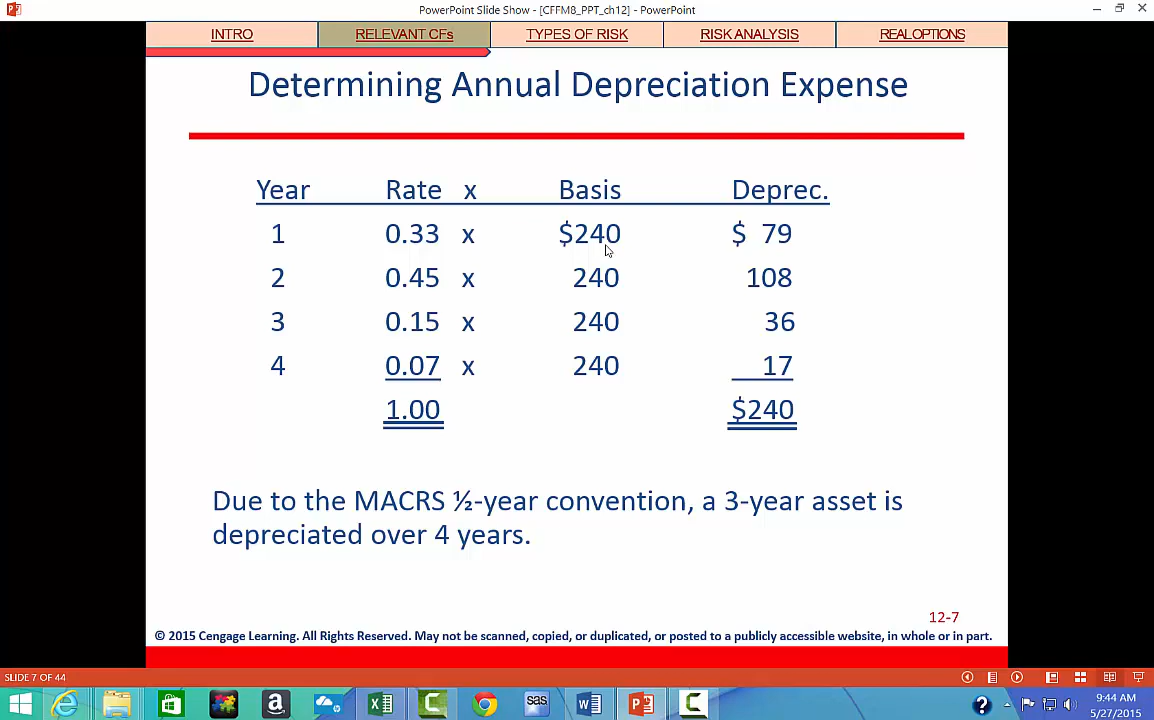 PowerPoint Slide Show - [CFFM8_PPT_ch12] - PowerPoint
INTRO RELEVANT CFs TYPES OF RISK RISK ANALYSIS REALOPTIONS
Determining Annual Depreciation Expense
Year Rate x Basis Deprec.
1 0.33 x $240 $ 79
2 0.45 x 240 108
3 0.15 x 240 36
4 0.07 x 240 17
1.00 $240
Due to the MACRS ½-year convention, a 3-year asset is
depreciated over 4 years.
12-7
© 2015 Cengage Learning. All Rights Reserved. May not be scanned, copied, or duplicated, or posted to a publicly accessible website, in whole or in part.
SLIDE 7 OF 44
sas
9:44 AM
5/27/2015